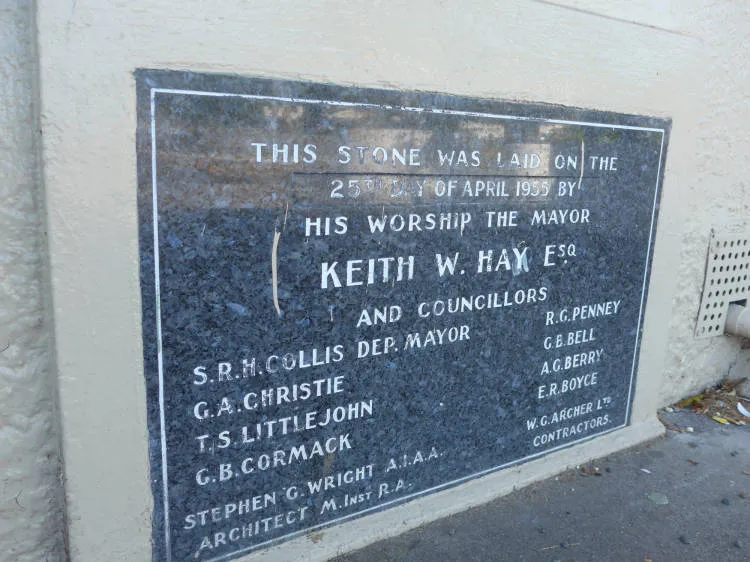 THIS STONE WAS LAID ON THE
25TH DAY OF APRIL 1955 BY
HIS WORSHIP THE MAYOR
KEITH W. HAY ESQ
AND COUNCILLORS
S.R.H. COLLIS DEP. MAYOR
G.A. CHRISTIE
T.S. LITTLEJOHN
G.B. CORMACK
R.G. PENNEY
G.B. BELL
A.G. BERRY
E.R. BOYCE
STEPHEN G. WRIGHT A.I.A.A.
ARCHITECT M. INST R.A.
W.G. ARCHER LTD
CONTRACTORS.